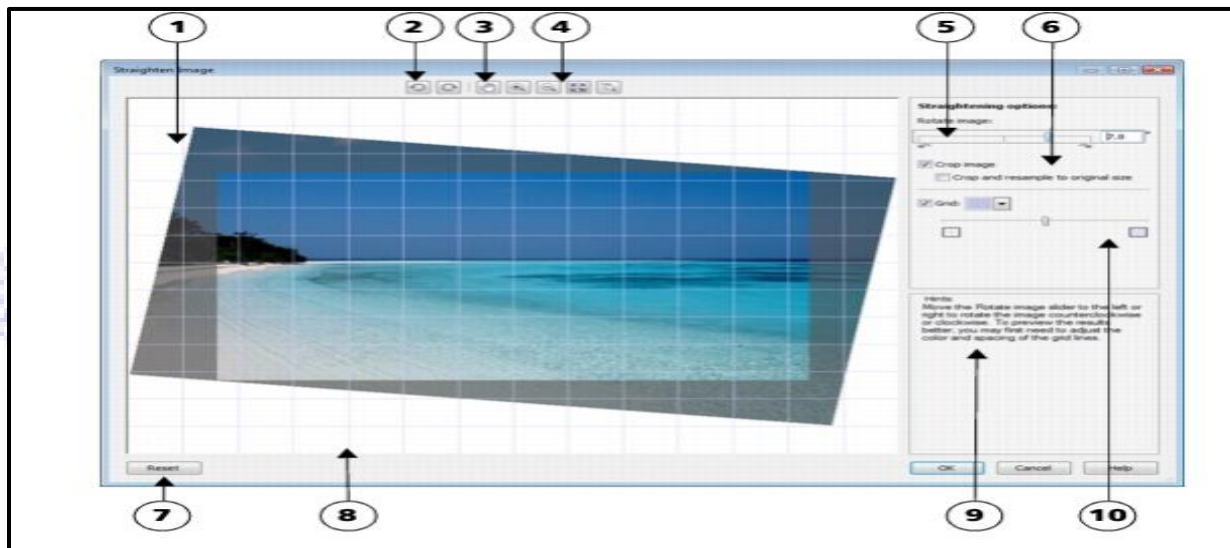 1 2 3 4 5 6
Straighten Image
Straightening options:
Rotate image:
7.8 °
Crop image
Crop and resample to original size
Grid:
Hints
Move the Rotate image slider to the left or
right to rotate the image counterclockwise
or clockwise. To preview the results
better, you may first need to adjust the
color and spacing of the grid lines.
Reset OK Cancel Help
7 8 9 10